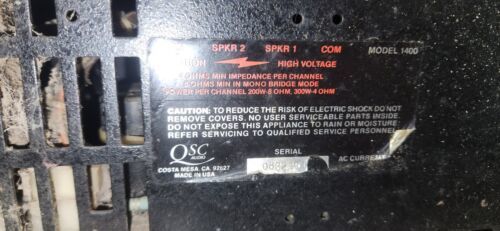 SPKR 2 SPKR 1 COM MODEL 1400
HIGH VOLTAGE
OHMS MIN IMPEDANCE PER CHANNEL
OHMS MIN IN MONO BRIDGE MODE
POWER PER CHANNEL 200W-8 OHM, 300W-4 OHM
CAUTION: TO REDUCE THE RISK OF ELECTRIC SHOCK DO NOT
REMOVE COVERS. NO USER SERVICEABLE PARTS INSIDE.
DO NOT EXPOSE THIS APPLIANCE TO RAIN OR MOISTURE
REFER SERVICING TO QUALIFIED SERVICE PERSONNEL
QSC
AUDIO
SERIAL
AC CURRENT
COSTA MESA, CA. 92627
MADE IN USA